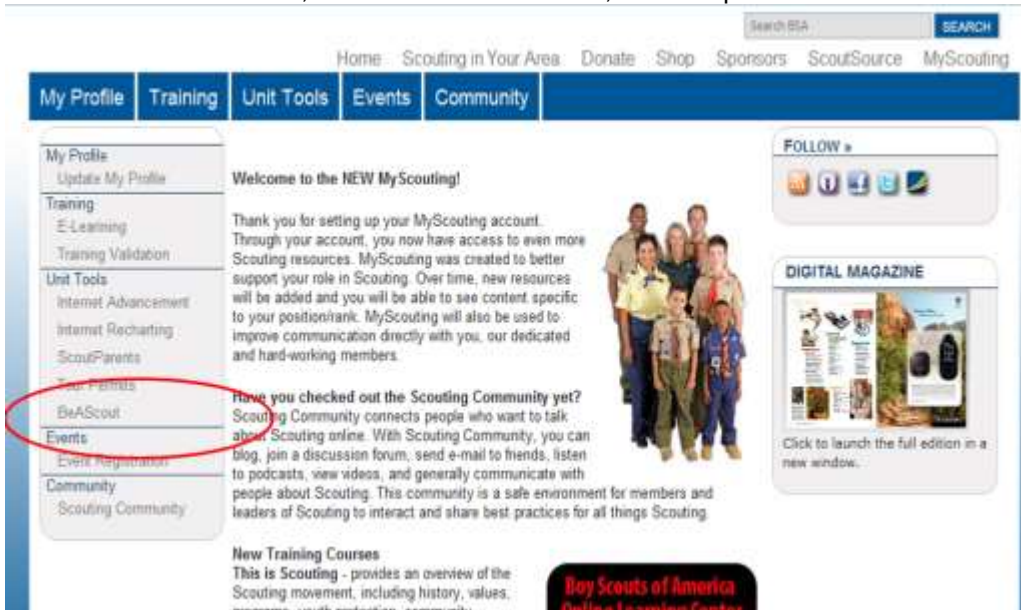 Search BSA SEARCH
Home Scouting in Your Area Donate Shop Sponsors ScoutSource MyScouting
My Profile Training Unit Tools Events Community
My Profile
Update My Profile
Training
E-Learning
Training Validation
Unit Tools
Internet Advancement
Internet Recharting
ScoutParents
Tour Permits
BeAScout
Events
Event Registration
Community
Scouting Community
Welcome to the NEW MyScouting!
Thank you for setting up your MyScouting account.
Through your account, you now have access to even more
Scouting resources. MyScouting was created to better
support your role in Scouting. Over time, new resources
will be added and you will be able to see content specific
to your position/rank. MyScouting will also be used to
improve communication directly with you, our dedicated
and hard-working members.
Have you checked out the Scouting Community yet?
Scouting Community connects people who want to talk
about Scouting online. With Scouting Community, you can
blog, join a discussion forum, send e-mail to friends, listen
to podcasts, view videos, and generally communicate with
people about Scouting. This community is a safe environment for members and
leaders of Scouting to interact and share best practices for all things Scouting.
New Training Courses
This is Scouting - provides an overview of the
Scouting movement, including history, values,
programs, youth protection, community
Boy Scouts of America
Online Learning Center
FOLLOW »
DIGITAL MAGAZINE
Click to launch the full edition in a
new window.